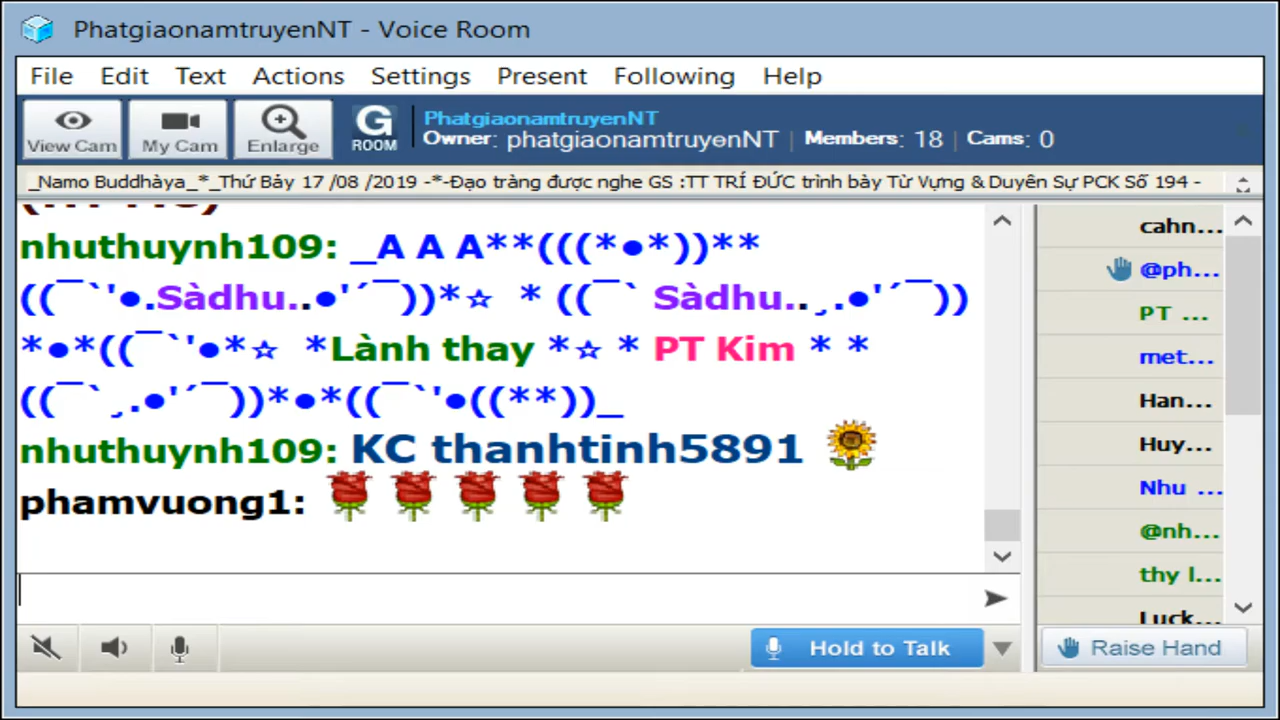 PhatgiaonamtruyenNT - Voice Room
File Edit Text Actions Settings Present Following Help
View Cam My Cam Enlarge G ROOM
PhatgiaonamtruyenNT
Owner: phatgiaonamtruyenNT | Members: 18 | Cams: 0
_Namo Buddhàya_*_Thứ Bảy 17 /08 /2019 -*-Đạo tràng được nghe GS :TT TRÍ ĐỨC trình bày Từ Vựng & Duyên Sự PCK Số 194 -
nhuthuynh109: _A A A**(((*●*))**
((¯`'●.Sàdhu..●'´¯))*☆ * ((¯` Sàdhu..¸.●'´¯))
*●*((¯`'●*☆ *Lành thay *☆ * PT Kim * *
((¯`¸.●'´¯))*●*((¯`'●((**))_
nhuthuynh109: KC thanhtinh5891
phamvuong1:
cahn...
@ph...
PT ...
met...
Han...
Huy...
Nhu ...
@nh...
thy l...
Luck...
Hold to Talk
Raise Hand